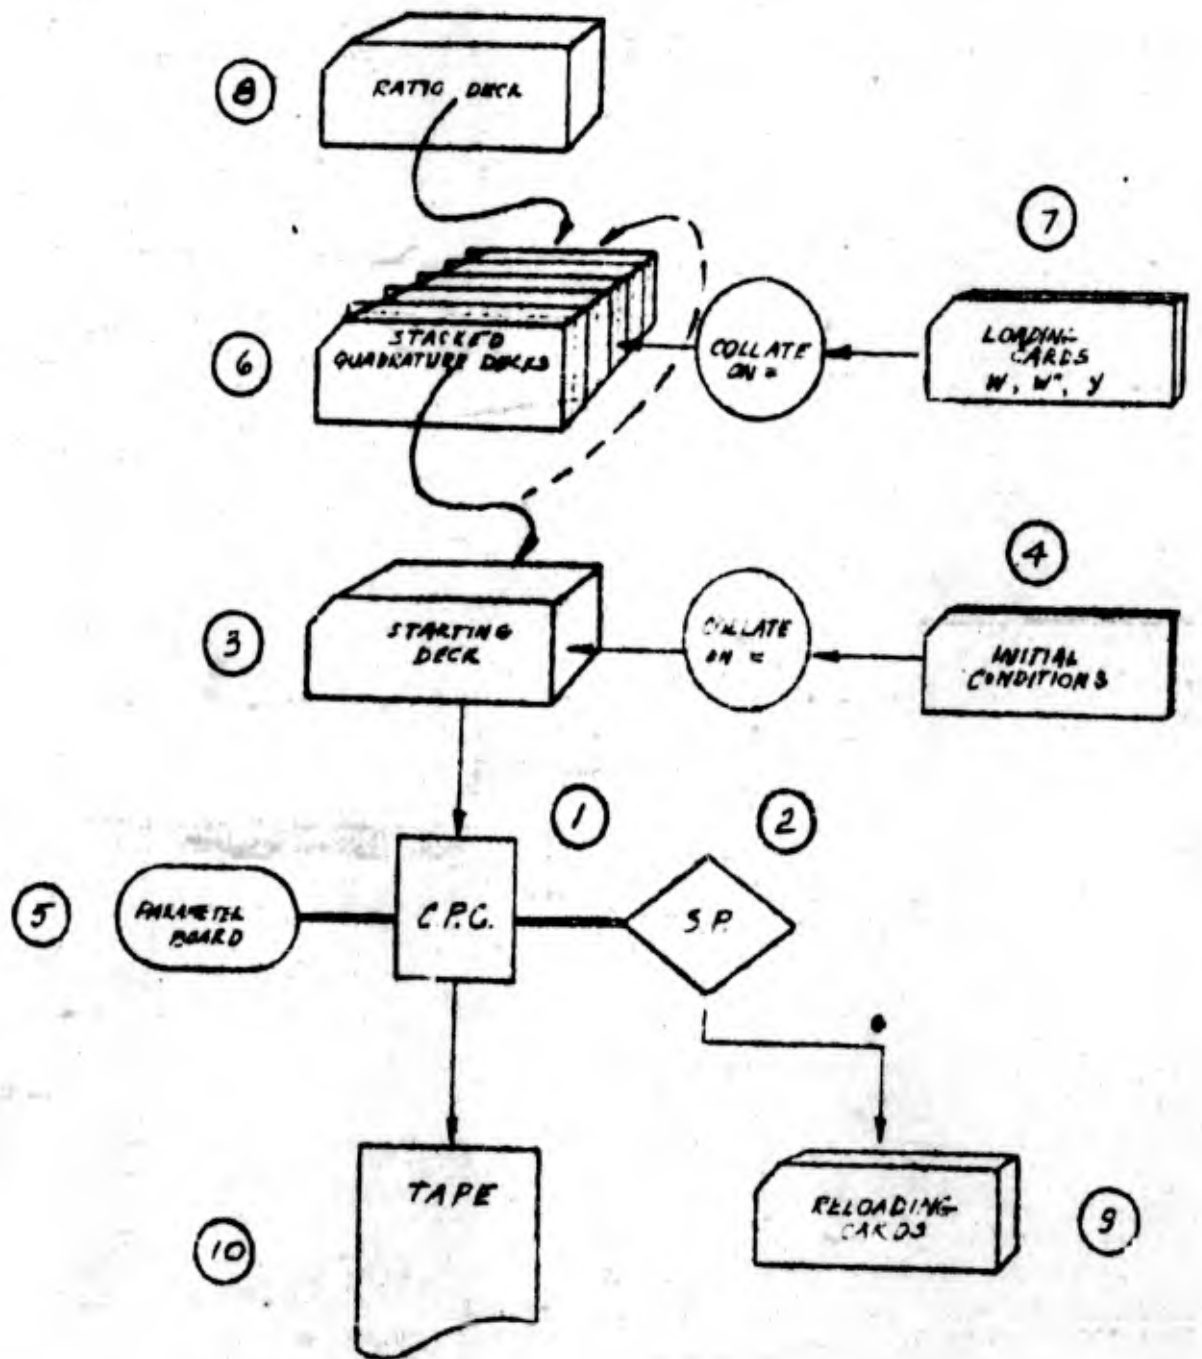 8
RATIO DECK
7
6
STACKED
QUADRATURE DECKS
COLLATE
ON =
LOADING
CARDS
W, W", Y
4
3
STARTING
DECK
COLLATE
ON =
INITIAL
CONDITIONS
1
2
5
PARAMETER
BOARD
C.P.C.
S.P.
TAPE
10
RELOADING
CARDS
9